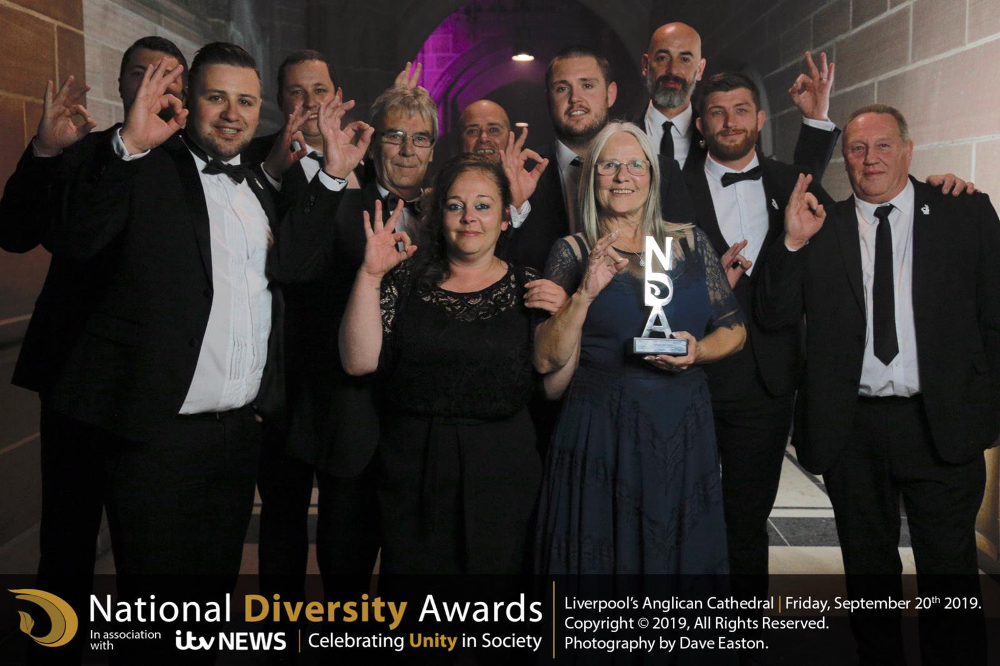 NDA
National Diversity Awards
In association
with
itv NEWS | Celebrating Unity in Society
Liverpool's Anglican Cathedral | Friday, September 20th 2019.
Copyright © 2019, All Rights Reserved.
Photography by Dave Easton.